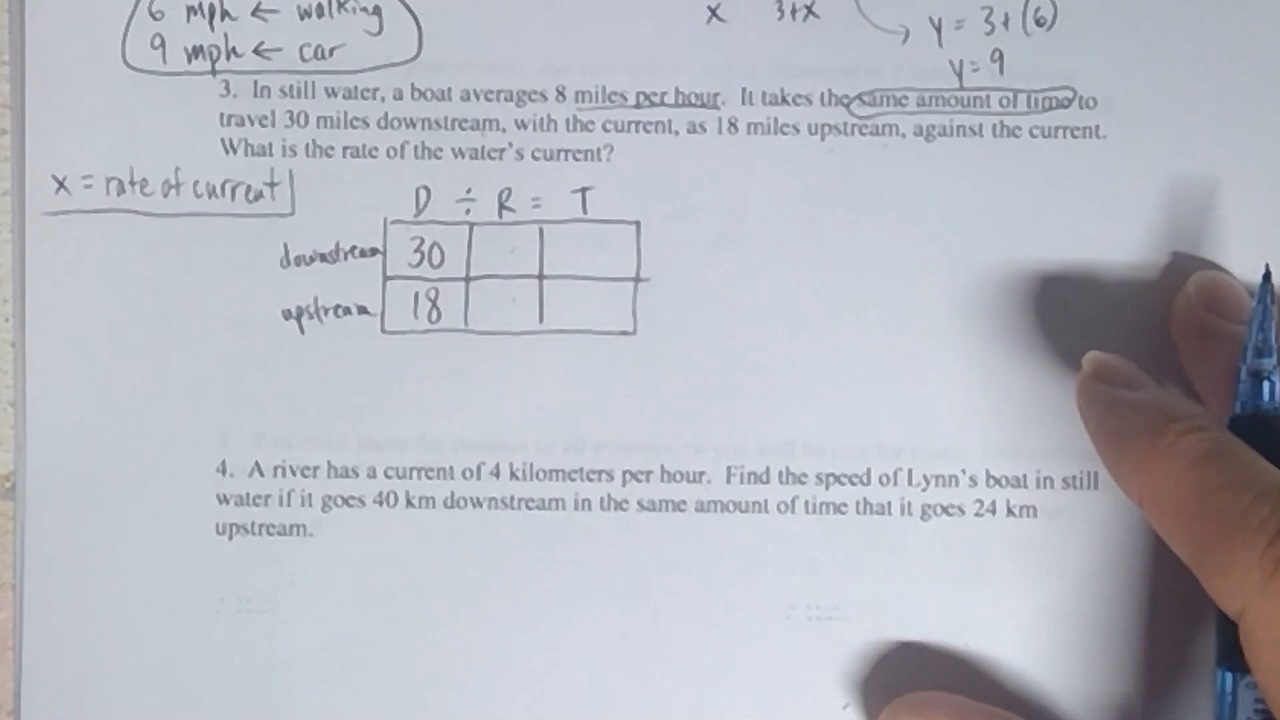 6 mph ← walking
9 mph ← car
x 3+x
y = 3+(6)
y = 9
3. In still water, a boat averages 8 miles per hour. It takes the same amount of time to
travel 30 miles downstream, with the current, as 18 miles upstream, against the current.
What is the rate of the water's current?
x = rate of current
D ÷ R = T
downstream 30
upstream 18
4. A river has a current of 4 kilometers per hour. Find the speed of Lynn's boat in still
water if it goes 40 km downstream in the same amount of time that it goes 24 km
upstream.